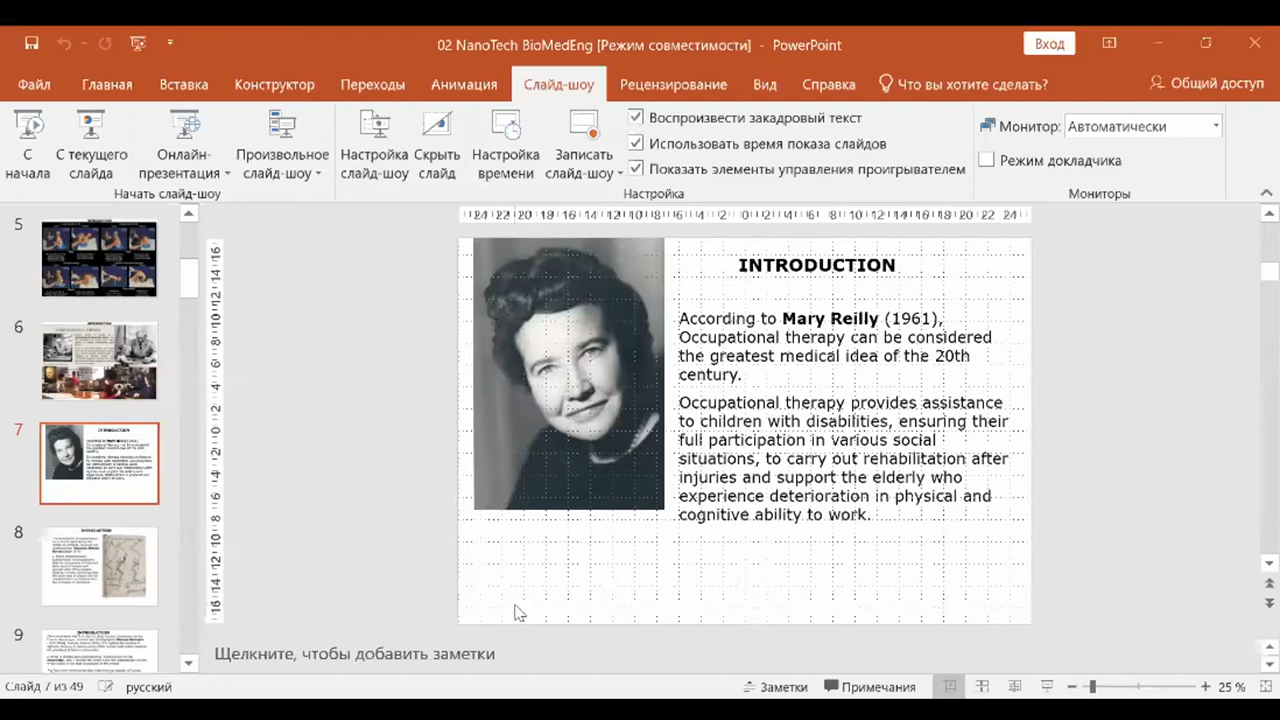 02 NanoTech BioMedEng [Режим совместимости] - PowerPoint
Вход
Файл
Главная
Вставка
Конструктор
Переходы
Анимация
Слайд-шоу
Рецензирование
Вид
Справка
Что вы хотите сделать?
Общий доступ
С начала
С текущего слайда
Онлайн-презентация
Произвольное слайд-шоу
Начать слайд-шоу
Настройка слайд-шоу
Скрыть слайд
Настройка времени
Записать слайд-шоу
Воспроизвести закадровый текст
Использовать время показа слайдов
Показать элементы управления проигрывателем
Настройка
Монитор: Автоматически
Режим докладчика
Мониторы
5
6
7
8
9
INTRODUCTION
According to Mary Reilly (1961),
Occupational therapy can be considered
the greatest medical idea of the 20th
century.
Occupational therapy provides assistance
to children with disabilities, ensuring their
full participation in various social
situations, to carry out rehabilitation after
injuries and support the elderly who
experience deterioration in physical and
cognitive ability to work.
Щелкните, чтобы добавить заметки
Слайд 7 из 49
русский
Заметки
Примечания
25 %